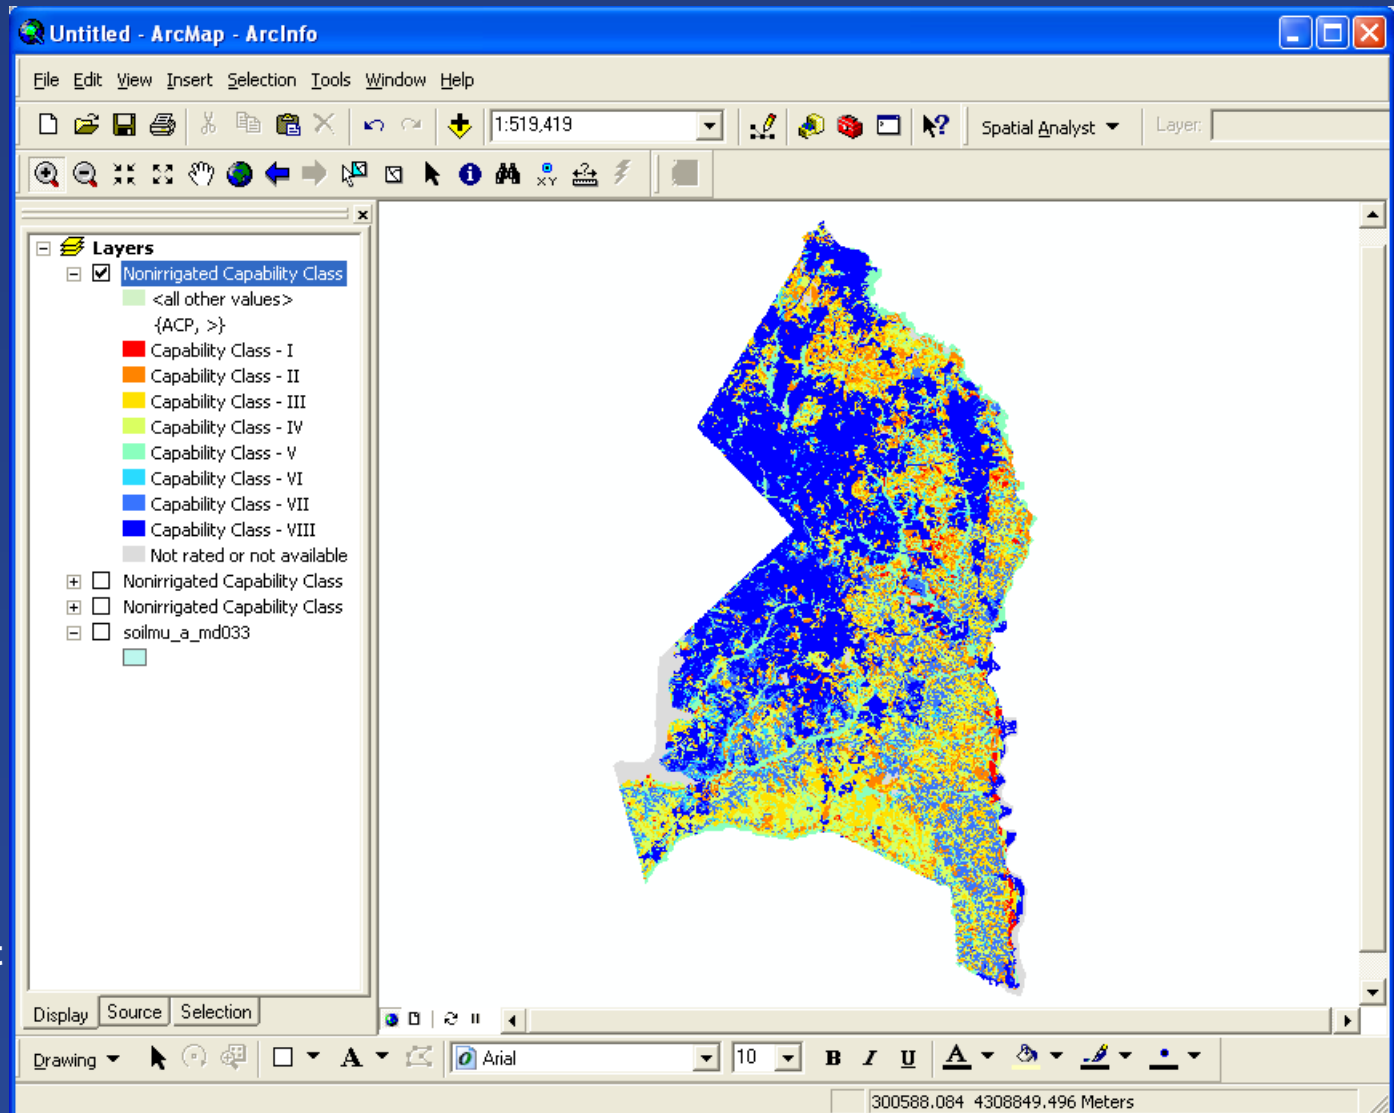 Untitled - ArcMap - ArcInfo
File Edit View Insert Selection Tools Window Help
1:519,419
Spatial Analyst
Layer:
XY
Layers
Nonirrigated Capability Class
<all other values>
{ACP, >}
Capability Class - I
Capability Class - II
Capability Class - III
Capability Class - IV
Capability Class - V
Capability Class - VI
Capability Class - VII
Capability Class - VIII
Not rated or not available
Nonirrigated Capability Class
Nonirrigated Capability Class
soilmu_a_md033
Display Source Selection
Drawing A Arial 10 B I U A
300588.084 4308849.496 Meters